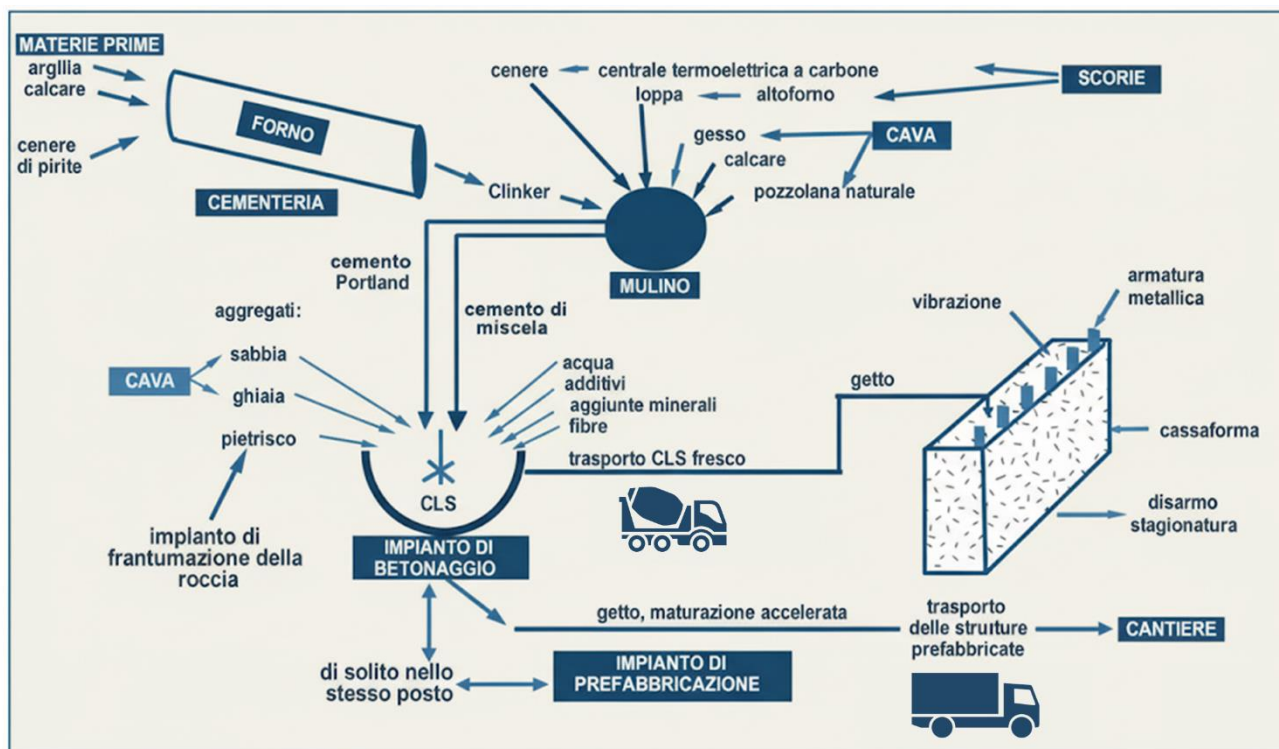 MATERIE PRIME
argllia
calcare
cenere
di pirite
FORNO
CEMENTERIA
Clinker
cenere
centrale termoelettrica a carbone
loppa
altoforno
SCORIE
gesso
CAVA
calcare
pozzolana naturale
MULINO
cemento
Portland
cemento di
miscela
aggregati:
CAVA
sabbia
ghiaia
pietrisco
implanto di
frantumazione della
roccia
acqua
additivi
aggiunte minerali
fibre
CLS
IMPIANTO DI
BETONAGGIO
trasporto CLS fresco
getto
vibrazione
armatura
metallica
cassaforma
disarmo
stagionatura
getto, maturazione accelerata
trasporto
delle struiture
prefabbricate
CANTIERE
di solito nello
stesso posto
IMPIANTO DI
PREFABBRICAZIONE